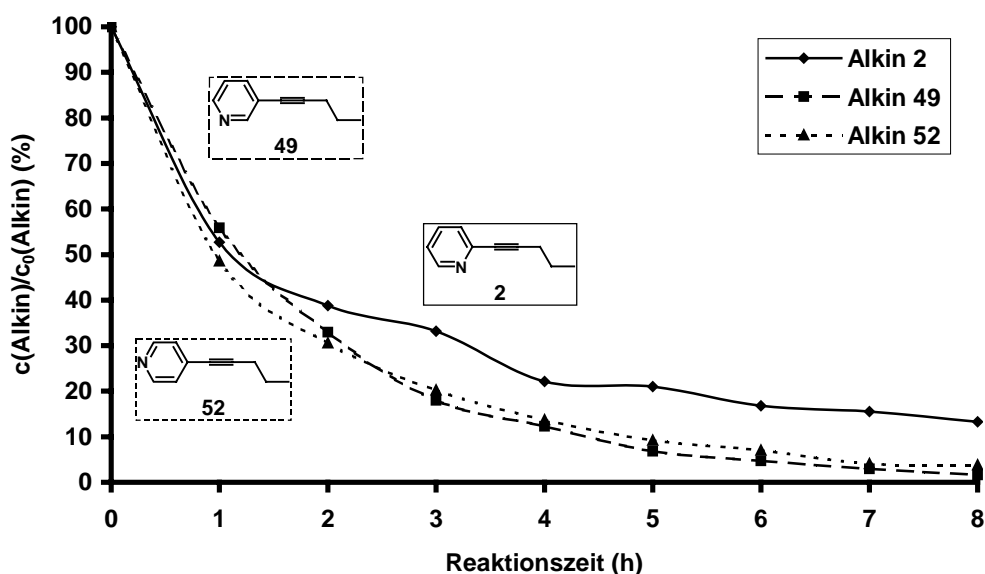 c(Alkin)/c₀(Alkin) (%)
100
90
80
70
60
50
40
30
20
10
0
N
49
N
2
N
52
Alkin 2
Alkin 49
Alkin 52
0 1 2 3 4 5 6 7 8
Reaktionszeit (h)